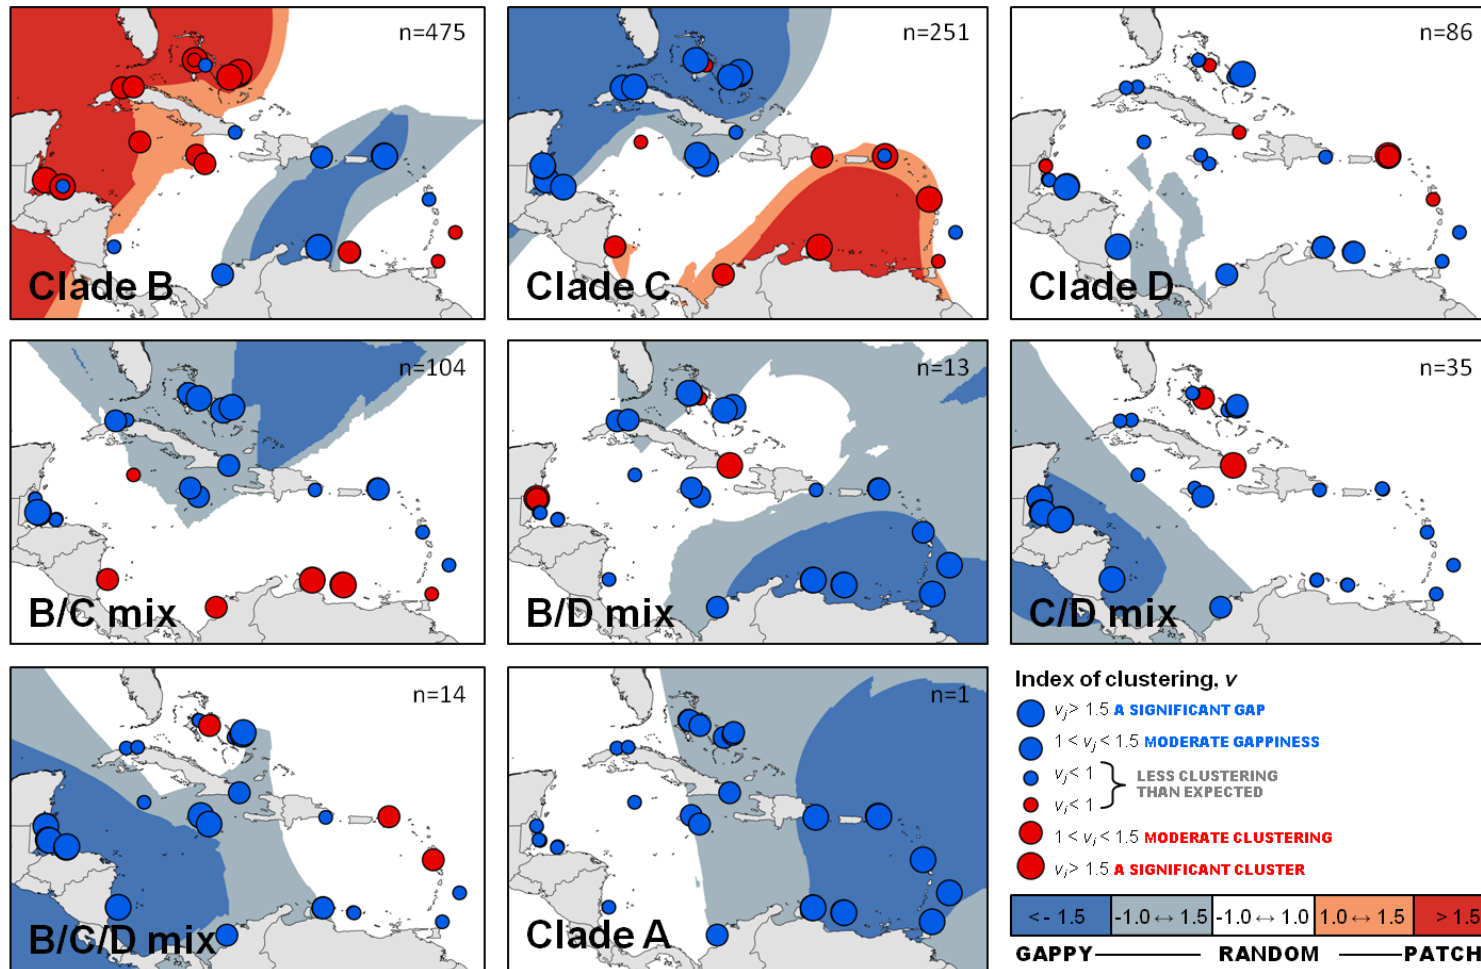 n=475
Clade B
n=251
Clade C
n=86
Clade D
n=104
B/C mix
n=13
B/D mix
n=35
C/D mix
n=14
B/C/D mix
n=1
Clade A
Index of clustering, v
vj > 1.5 A SIGNIFICANT GAP
1 < vj < 1.5 MODERATE GAPPINESS
vj < 1
LESS CLUSTERING
THAN EXPECTED
vi < 1
1 < vi < 1.5 MODERATE CLUSTERING
vi > 1.5 A SIGNIFICANT CLUSTER
<- 1.5 -1.0 ↔ 1.5 -1.0 ↔ 1.0 1.0 ↔ 1.5 > 1.5
GAPPY RANDOM PATCH